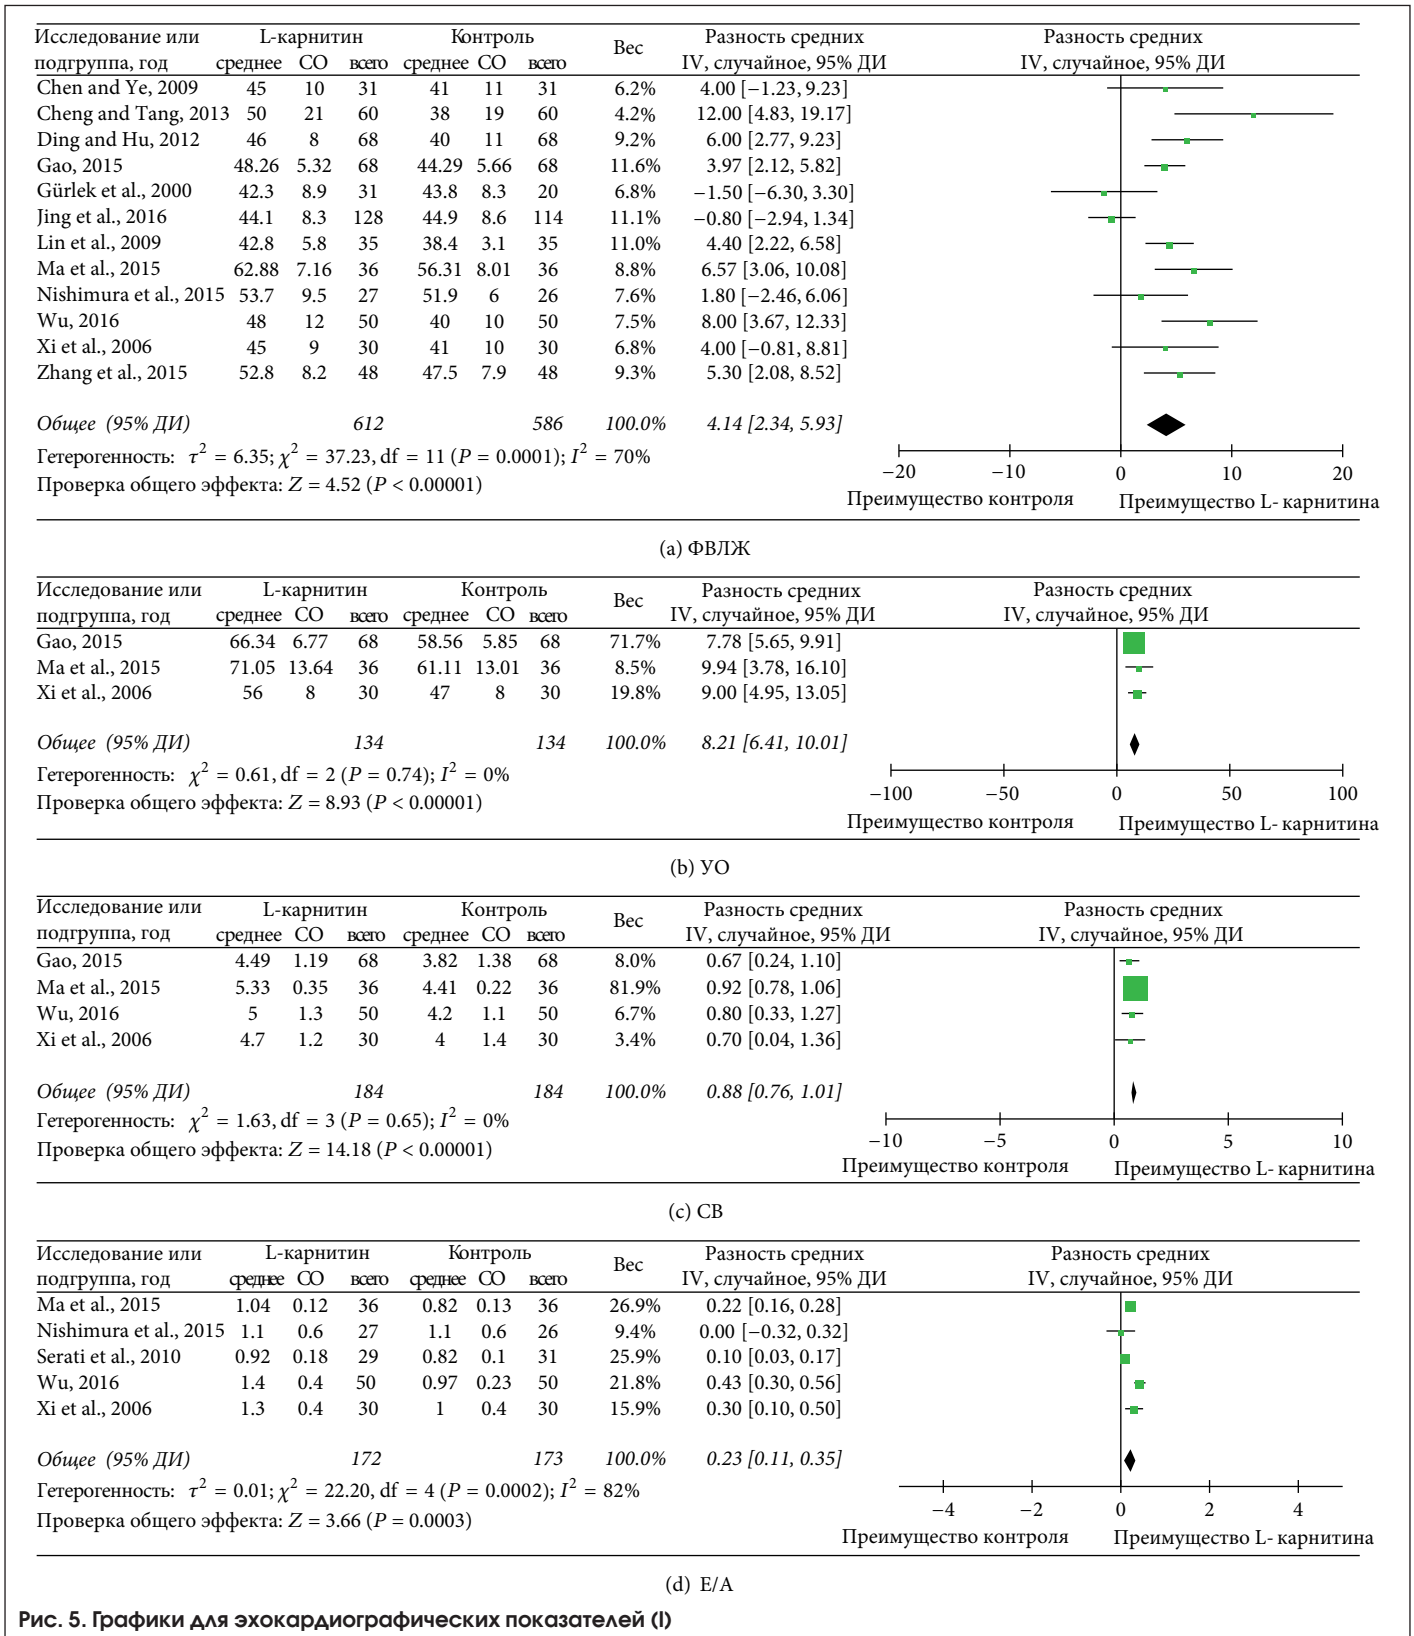 Исследование или L-карнитин Контроль Вес Разность средних Разность средних
подгруппа, год среднее СО всего среднее СО всего IV, случайное, 95% ДИ IV, случайное, 95% ДИ
Chen and Ye, 2009 45 10 31 41 11 31 6.2% 4.00 [−1.23, 9.23]
Cheng and Tang, 2013 50 21 60 38 19 60 4.2% 12.00 [4.83, 19.17]
Ding and Hu, 2012 46 8 68 40 11 68 9.2% 6.00 [2.77, 9.23]
Gao, 2015 48.26 5.32 68 44.29 5.66 68 11.6% 3.97 [2.12, 5.82]
Gürlek et al., 2000 42.3 8.9 31 43.8 8.3 20 6.8% −1.50 [−6.30, 3.30]
Jing et al., 2016 44.1 8.3 128 44.9 8.6 114 11.1% −0.80 [−2.94, 1.34]
Lin et al., 2009 42.8 5.8 35 38.4 3.1 35 11.0% 4.40 [2.22, 6.58]
Ma et al., 2015 62.88 7.16 36 56.31 8.01 36 8.8% 6.57 [3.06, 10.08]
Nishimura et al., 2015 53.7 9.5 27 51.9 6 26 7.6% 1.80 [−2.46, 6.06]
Wu, 2016 48 12 50 40 10 50 7.5% 8.00 [3.67, 12.33]
Xi et al., 2006 45 9 30 41 10 30 6.8% 4.00 [−0.81, 8.81]
Zhang et al., 2015 52.8 8.2 48 47.5 7.9 48 9.3% 5.30 [2.08, 8.52]
Общее (95% ДИ) 612 586 100.0% 4.14 [2.34, 5.93]
Гетерогенность: τ² = 6.35; χ² = 37.23, df = 11 (P = 0.0001); I² = 70%
−20 −10 0 10 20
Проверка общего эффекта: Z = 4.52 (P < 0.00001)
Преимущество контроля Преимущество L- карнитина
(a) ФВЛЖ
Исследование или L-карнитин Контроль Вес Разность средних Разность средних
подгруппа, год среднее СО всего среднее СО всего IV, случайное, 95% ДИ IV, случайное, 95% ДИ
Gao, 2015 66.34 6.77 68 58.56 5.85 68 71.7% 7.78 [5.65, 9.91]
Ma et al., 2015 71.05 13.64 36 61.11 13.01 36 8.5% 9.94 [3.78, 16.10]
Xi et al., 2006 56 8 30 47 8 30 19.8% 9.00 [4.95, 13.05]
Общее (95% ДИ) 134 134 100.0% 8.21 [6.41, 10.01]
Гетерогенность: χ² = 0.61, df = 2 (P = 0.74); I² = 0%
−100 −50 0 50 100
Проверка общего эффекта: Z = 8.93 (P < 0.00001)
Преимущество контроля Преимущество L- карнитина
(b) УО
Исследование или L-карнитин Контроль Вес Разность средних Разность средних
подгруппа, год среднее СО всего среднее СО всего IV, случайное, 95% ДИ IV, случайное, 95% ДИ
Gao, 2015 4.49 1.19 68 3.82 1.38 68 8.0% 0.67 [0.24, 1.10]
Ma et al., 2015 5.33 0.35 36 4.41 0.22 36 81.9% 0.92 [0.78, 1.06]
Wu, 2016 5 1.3 50 4.2 1.1 50 6.7% 0.80 [0.33, 1.27]
Xi et al., 2006 4.7 1.2 30 4 1.4 30 3.4% 0.70 [0.04, 1.36]
Общее (95% ДИ) 184 184 100.0% 0.88 [0.76, 1.01]
Гетерогенность: χ² = 1.63, df = 3 (P = 0.65); I² = 0%
−10 −5 0 5 10
Проверка общего эффекта: Z = 14.18 (P < 0.00001)
Преимущество контроля Преимущество L- карнитина
(c) СВ
Исследование или L-карнитин Контроль Вес Разность средних Разность средних
подгруппа, год среднее СО всего среднее СО всего IV, случайное, 95% ДИ IV, случайное, 95% ДИ
Ma et al., 2015 1.04 0.12 36 0.82 0.13 36 26.9% 0.22 [0.16, 0.28]
Nishimura et al., 2015 1.1 0.6 27 1.1 0.6 26 9.4% 0.00 [−0.32, 0.32]
Serati et al., 2010 0.92 0.18 29 0.82 0.1 31 25.9% 0.10 [0.03, 0.17]
Wu, 2016 1.4 0.4 50 0.97 0.23 50 21.8% 0.43 [0.30, 0.56]
Xi et al., 2006 1.3 0.4 30 1 0.4 30 15.9% 0.30 [0.10, 0.50]
Общее (95% ДИ) 172 173 100.0% 0.23 [0.11, 0.35]
Гетерогенность: τ² = 0.01; χ² = 22.20, df = 4 (P = 0.0002); I² = 82%
−4 −2 0 2 4
Проверка общего эффекта: Z = 3.66 (P = 0.0003)
Преимущество контроля Преимущество L- карнитина
(d) E/A
Рис. 5. Графики для эхокардиографических показателей (I)